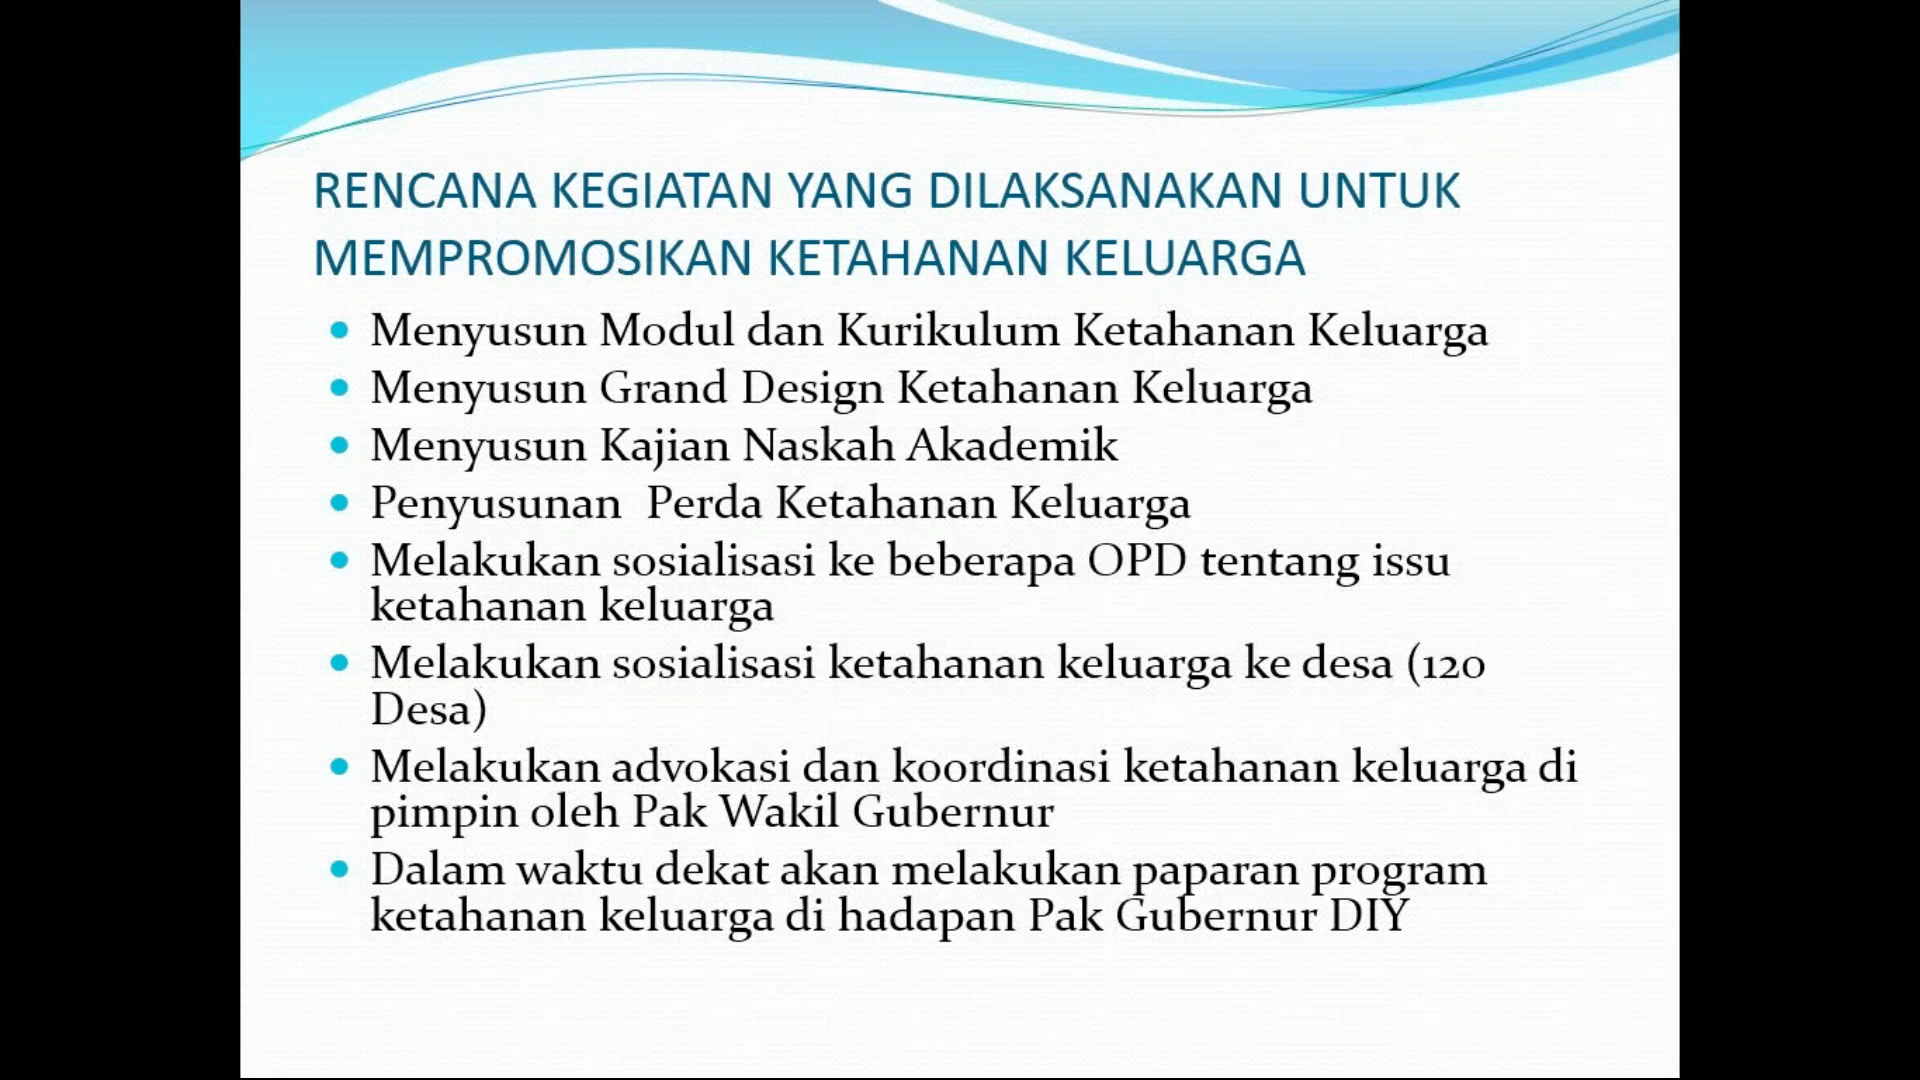 RENCANA KEGIATAN YANG DILAKSANAKAN UNTUK
MEMPROMOSIKAN KETAHANAN KELUARGA
Menyusun Modul dan Kurikulum Ketahanan Keluarga
Menyusun Grand Design Ketahanan Keluarga
Menyusun Kajian Naskah Akademik
Penyusunan  Perda Ketahanan Keluarga
Melakukan sosialisasi ke beberapa OPD tentang issu
ketahanan keluarga
Melakukan sosialisasi ketahanan keluarga ke desa (120
Desa)
Melakukan advokasi dan koordinasi ketahanan keluarga di
pimpin oleh Pak Wakil Gubernur
Dalam waktu dekat akan melakukan paparan program
ketahanan keluarga di hadapan Pak Gubernur DIY